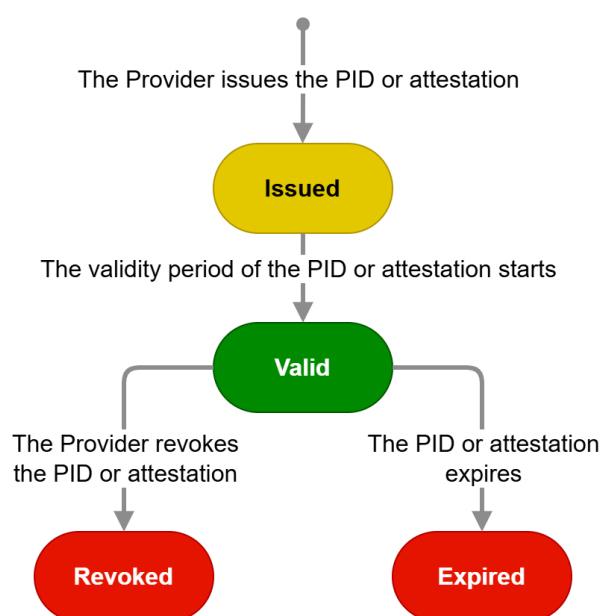 The Provider issues the PID or attestation
Issued
The validity period of the PID or attestation starts
Valid
The Provider revokes
the PID or attestation
The PID or attestation
expires
Revoked
Expired